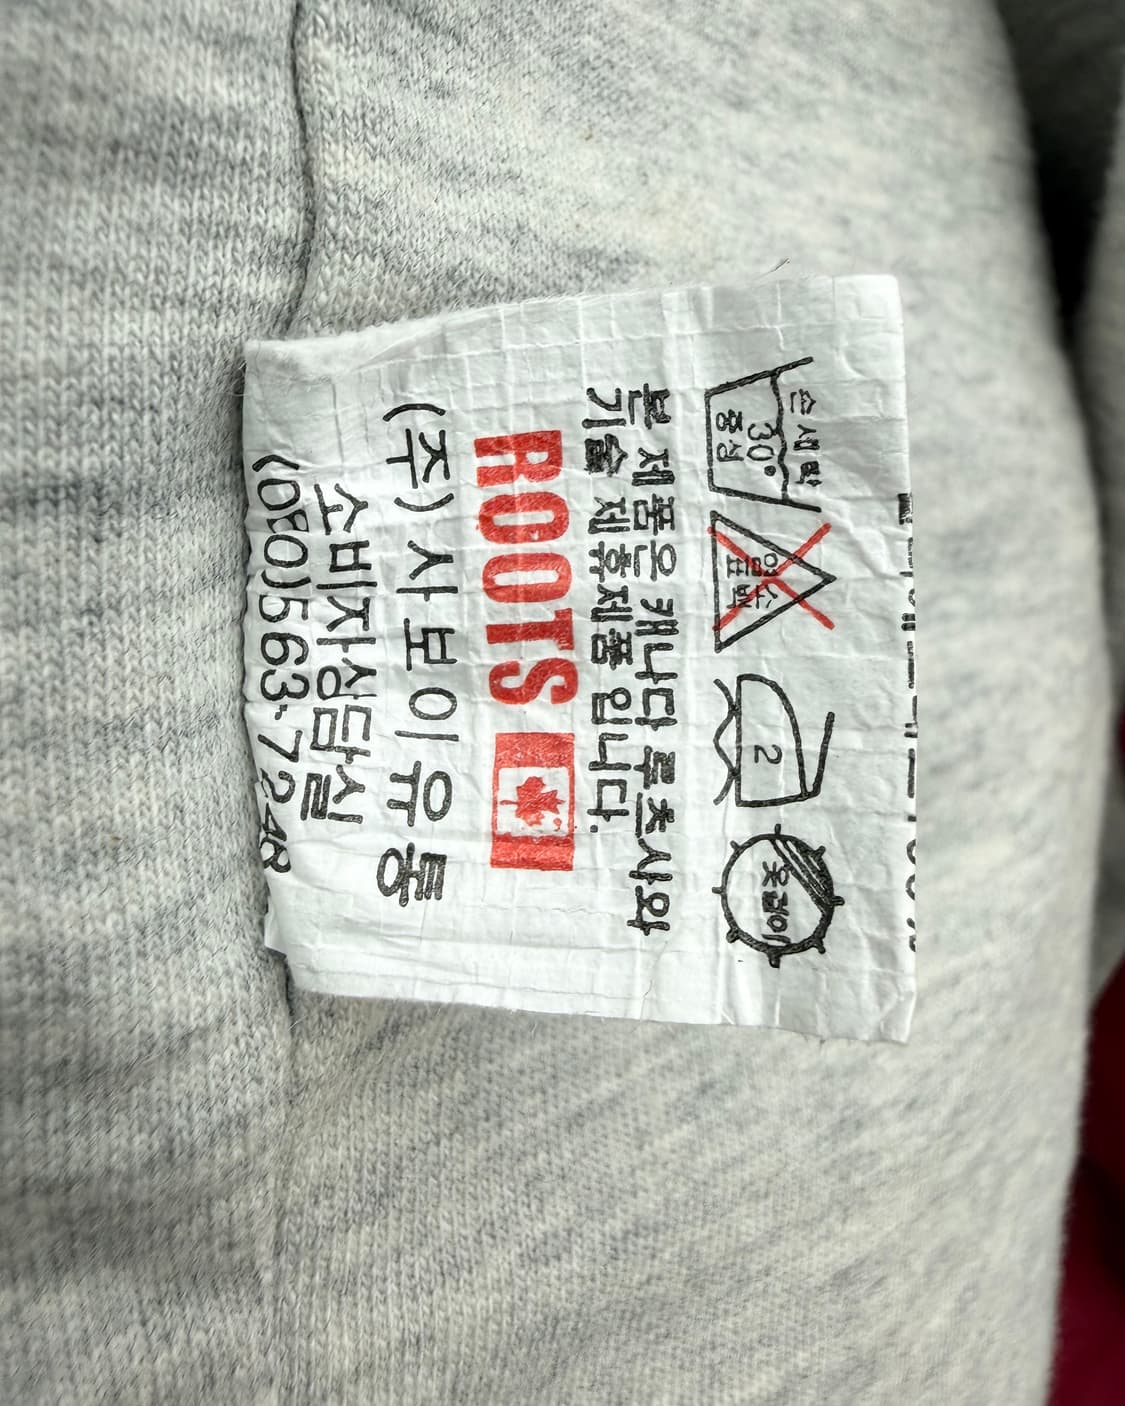 손세탁
30°
중성
염소
표백
2
옷걸이
본 제품은 캐나다 루츠사와
기술 제휴제품 입니다.
ROOTS
(주)사보이유통
소비자상담실
(080)563-7248